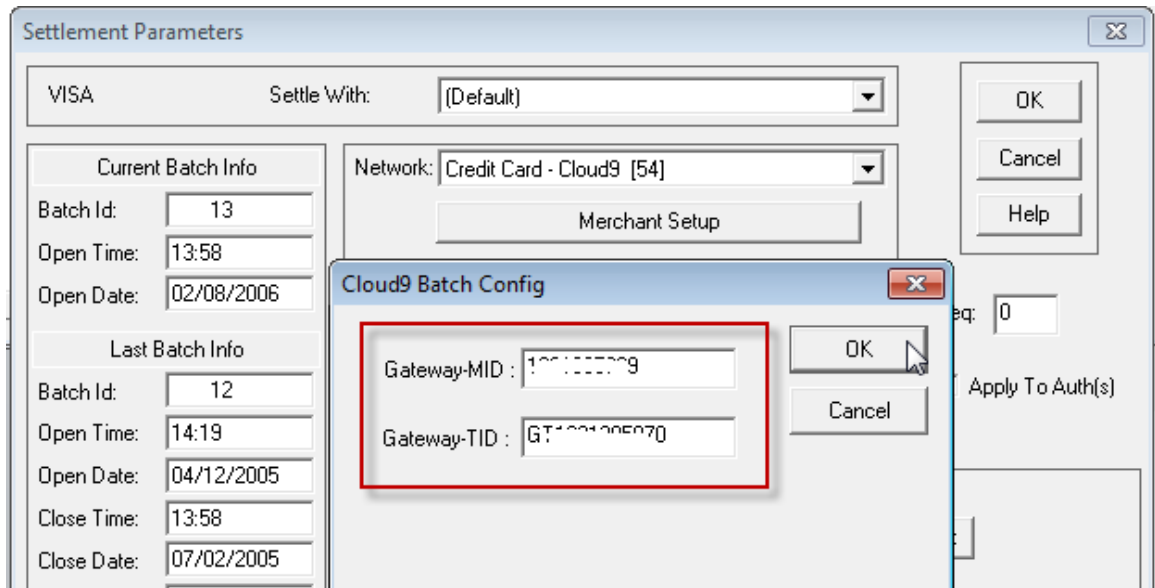 Settlement Parameters
VISA Settle With: (Default)
OK
Current Batch Info
Network: Credit Card - Cloud9 [54]
Cancel
Batch Id: 13
Merchant Setup
Help
Open Time: 13:58
Open Date: 02/08/2006
Cloud9 Batch Config
eq: 0
Last Batch Info
Gateway-MID :
OK
Batch Id: 12
Apply To Auth(s)
Cancel
Open Time: 14:19
Gateway-TID :
Open Date: 04/12/2005
Close Time: 13:58
Close Date: 07/02/2005